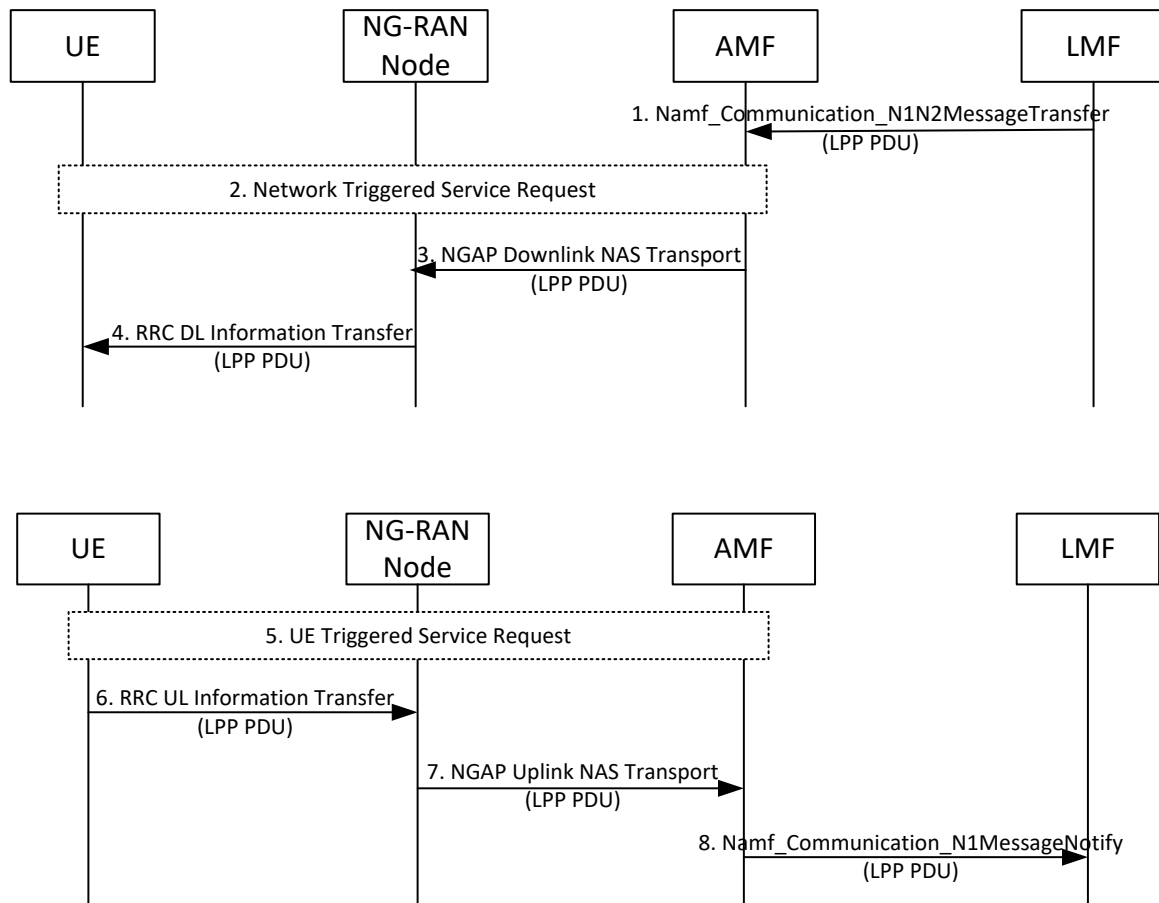 UE
NG-RAN
Node
AMF
LMF
1. Namf_Communication_N1N2MessageTransfer
(LPP PDU)
2. Network Triggered Service Request
3. NGAP Downlink NAS Transport
(LPP PDU)
4. RRC DL Information Transfer
(LPP PDU)
UE
NG-RAN
Node
AMF
LMF
5. UE Triggered Service Request
6. RRC UL Information Transfer
(LPP PDU)
7. NGAP Uplink NAS Transport
(LPP PDU)
8. Namf_Communication_N1MessageNotify
(LPP PDU)